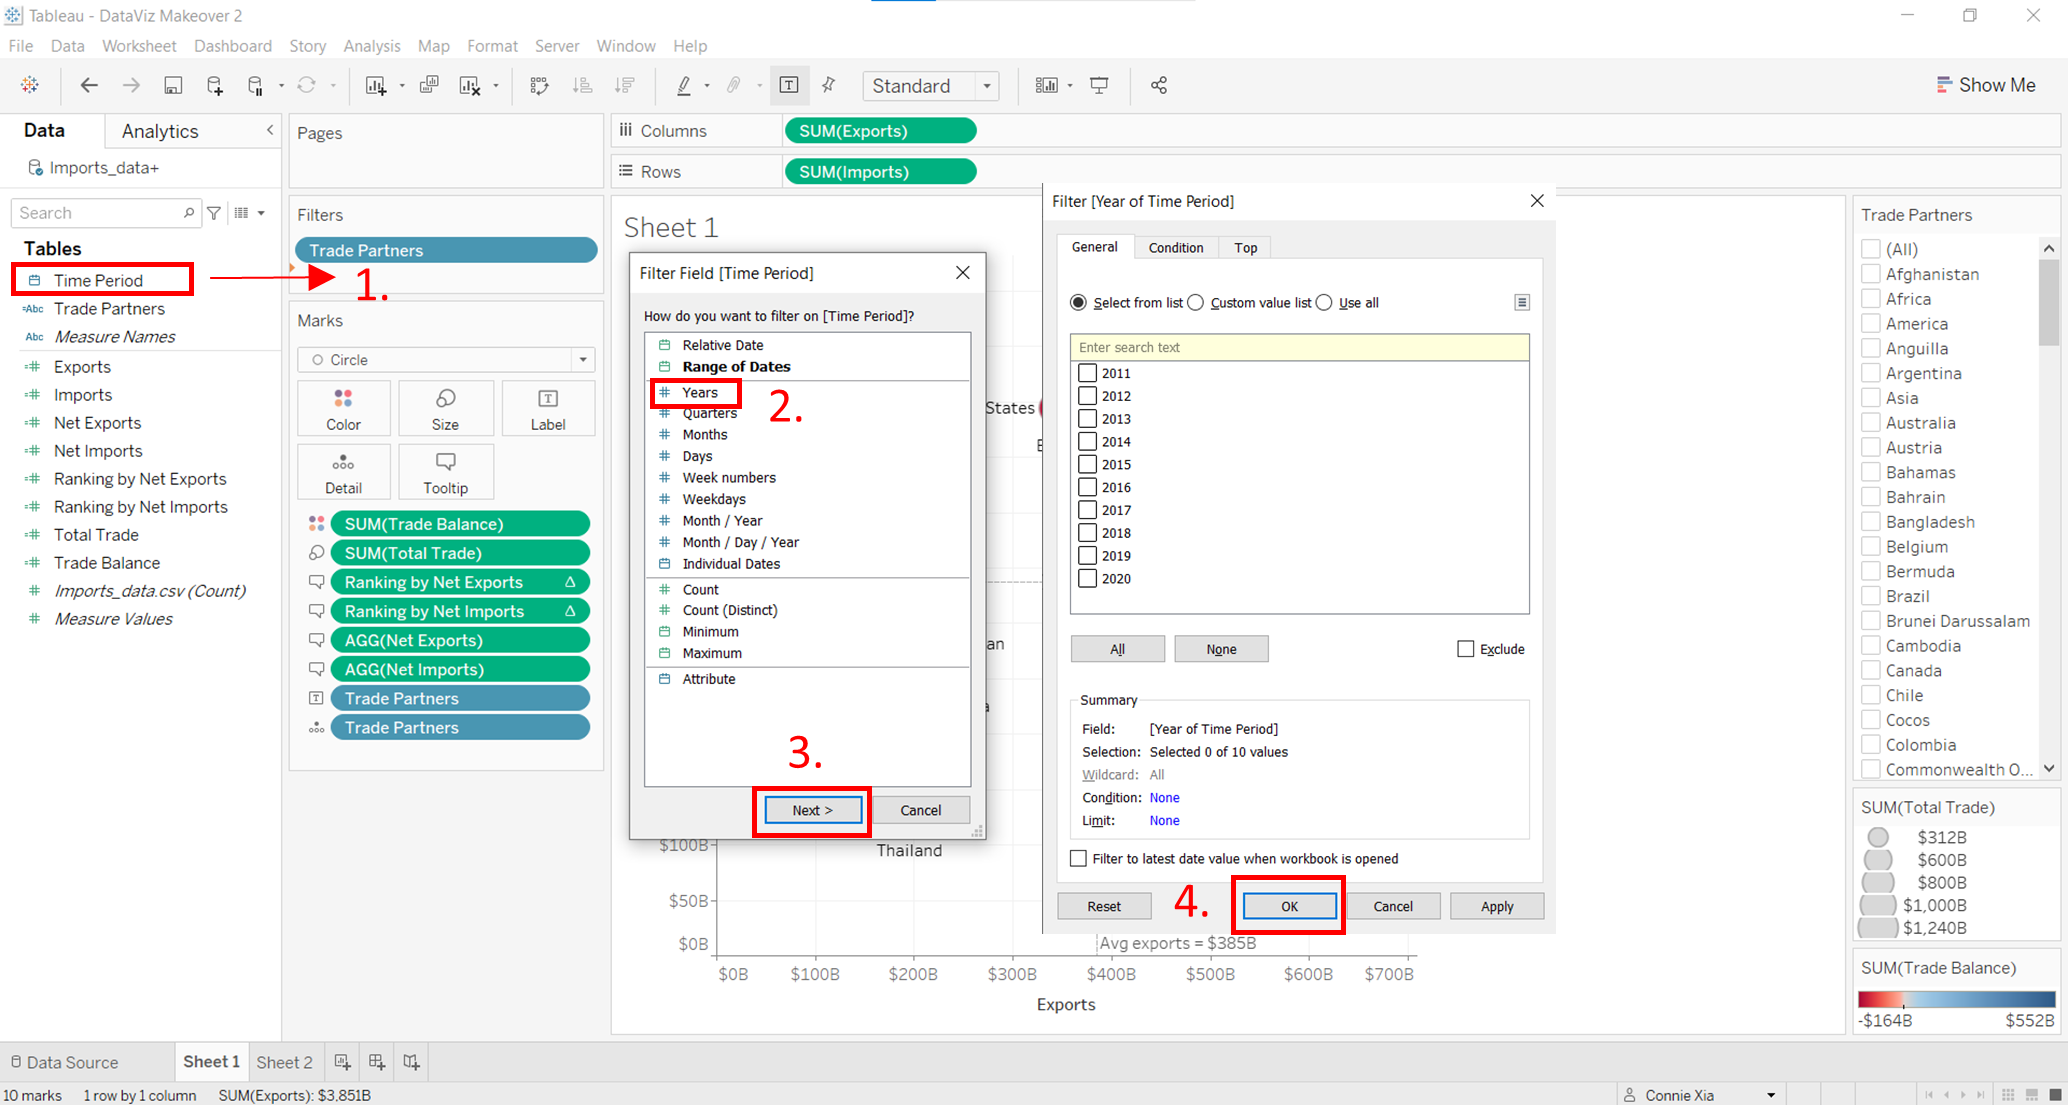 Tableau - DataViz Makeover 2
File Data Worksheet Dashboard Story Analysis Map Format Server Window Help
Standard
Show Me
Data
Analytics
Imports_data+
Search
Tables
Time Period
Trade Partners
Measure Names
Exports
Imports
Net Exports
Net Imports
Ranking by Net Exports
Ranking by Net Imports
Total Trade
Trade Balance
Imports_data.csv (Count)
Measure Values
Abc
Abc
Pages
Filters
Trade Partners
1.
Marks
Circle
Color
Size
Label
Detail
Tooltip
SUM(Trade Balance)
SUM(Total Trade)
Ranking by Net Exports Δ
Ranking by Net Imports Δ
AGG(Net Exports)
AGG(Net Imports)
Trade Partners
Trade Partners
Columns
SUM(Exports)
Rows
SUM(Imports)
Sheet 1
Filter Field [Time Period]
How do you want to filter on [Time Period]?
Relative Date
Range of Dates
Years
2.
Quarters
Months
Days
Week numbers
Weekdays
Month / Year
Month / Day / Year
Individual Dates
Count
Count (Distinct)
Minimum
Maximum
Attribute
3.
Next >
Cancel
States
E
an
a
Thailand
$100B
$50B
$0B
$0B $100B $200B $300B $400B $500B $600B $700B
Exports
Avg exports = $385B
Filter [Year of Time Period]
General
Condition
Top
Select from list
Custom value list
Use all
Enter search text
2011
2012
2013
2014
2015
2016
2017
2018
2019
2020
All
None
Exclude
Summary
Field: [Year of Time Period]
Selection: Selected 0 of 10 values
Wildcard: All
Condition: None
Limit: None
Filter to latest date value when workbook is opened
Reset
4.
OK
Cancel
Apply
Trade Partners
(All)
Afghanistan
Africa
America
Anguilla
Argentina
Asia
Australia
Austria
Bahamas
Bahrain
Bangladesh
Belgium
Bermuda
Brazil
Brunei Darussalam
Cambodia
Canada
Chile
Cocos
Colombia
Commonwealth O...
SUM(Total Trade)
$312B
$600B
$800B
$1,000B
$1,240B
SUM(Trade Balance)
-$164B
$552B
Data Source
Sheet 1
Sheet 2
10 marks
1 row by 1 column
SUM(Exports): $3,851B
Connie Xia